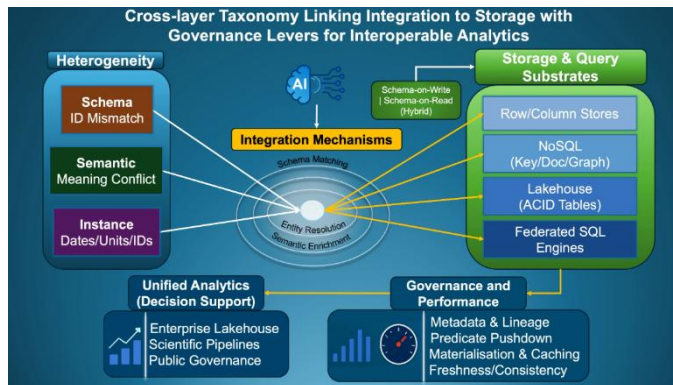 Cross-layer Taxonomy Linking Integration to Storage with
Governance Levers for Interoperable Analytics
Heterogeneity
Schema
ID Mismatch
Semantic
Meaning Conflict
Instance
Dates/Units/IDs
AI
Integration Mechanisms
Schema Matching
Entity Resolution
Semantic Enrichment
Schema-on-Write
| Schema-on-Read
(Hybrid)
Storage & Query
Substrates
Row/Column Stores
NoSQL
(Key/Doc/Graph)
Lakehouse
(ACID Tables)
Federated SQL
Engines
Unified Analytics
(Decision Support)
Enterprise Lakehouse
Scientific Pipelines
Public Governance
Governance and
Performance
Metadata & Lineage
Predicate Pushdown
Materialisation & Caching
Freshness/Consistency